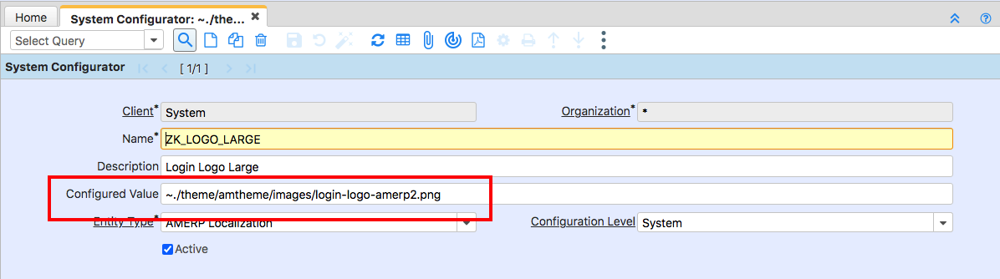 Home
System Configurator: ~./the... ×
Select Query
System Configurator [ 1/1 ]
Client* System Organization* *
Name* ZK_LOGO_LARGE
Description Login Logo Large
Configured Value ~./theme/amtheme/images/login-logo-amerp2.png
Entity Type* AMERP Localization Configuration Level System
Active